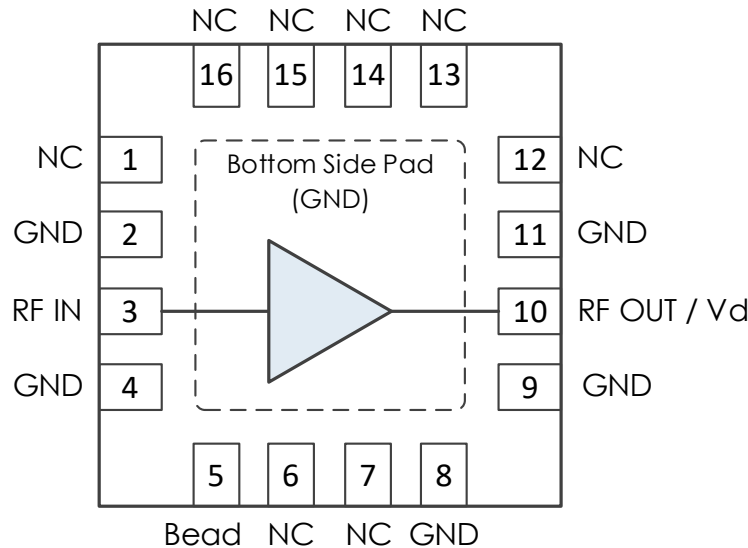 NC NC NC NC
16 15 14 13
NC 1 Bottom Side Pad 12 NC
(GND)
GND 2 11 GND
RF IN 3 10 RF OUT / Vd
GND 4 9 GND
5 6 7 8
Bead NC NC GND